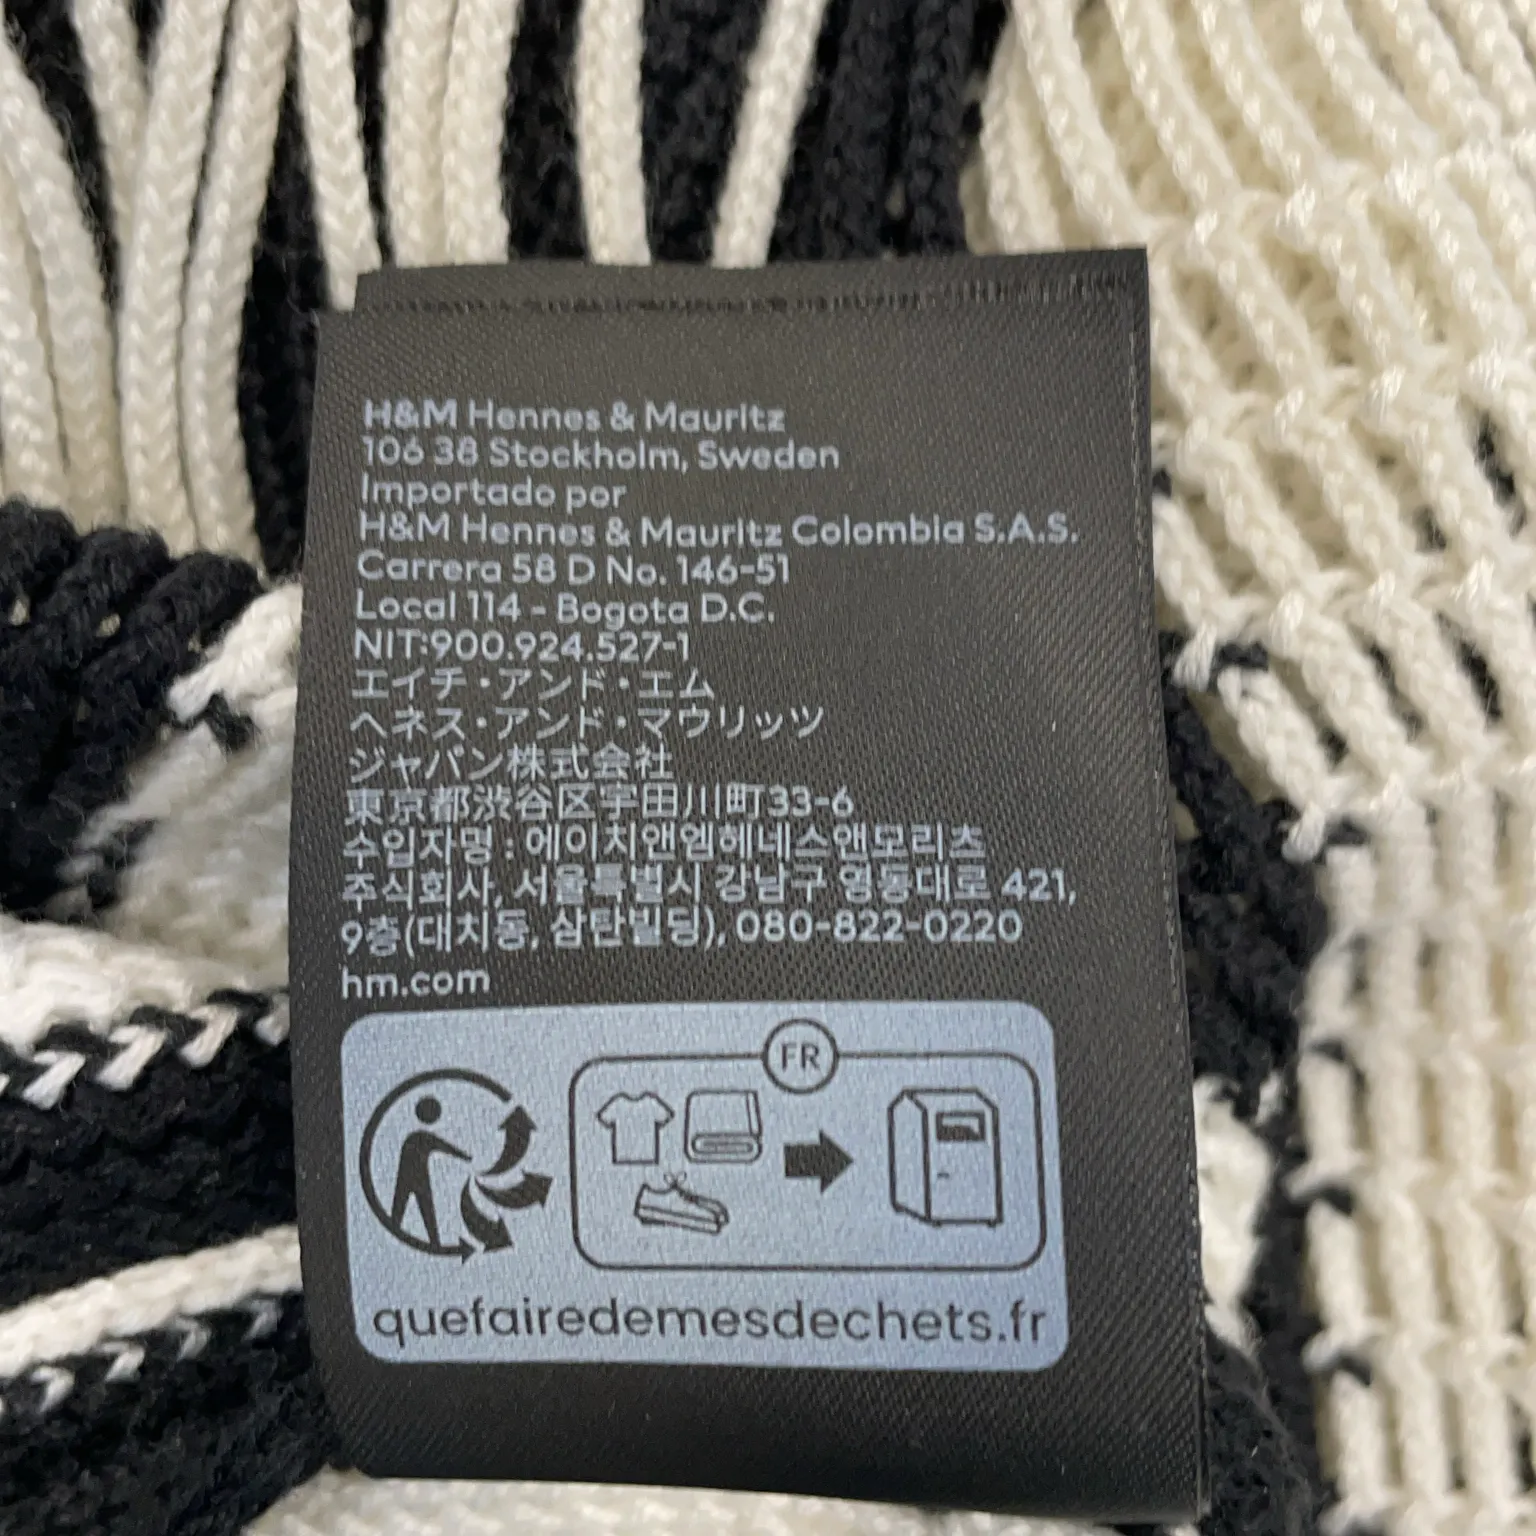 H&M Hennes & Mauritz
106 38 Stockholm, Sweden
Importado por
H&M Hennes & Mauritz Colombia S.A.S.
Carrera 58 D No. 146-51
Local 114 - Bogota D.C.
NIT:900.924.527-1
エイチ・アンド・エム
ヘネス・アンド・マウリッツ
ジャパン株式会社
東京都渋谷区宇田川町33-6
수입자명 : 에이치앤엠헤네스앤모리츠
주식회사, 서울특별시 강남구 영동대로 421,
9층(대치동, 삼탄빌딩), 080-822-0220
hm.com
FR
quefairedemesdechets.fr